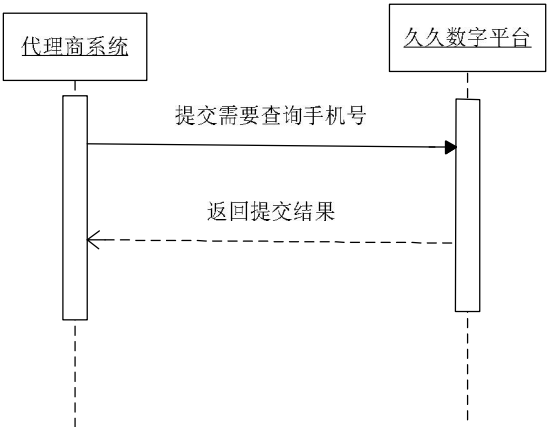 代理商系统
久久数字平台
提交需要查询手机号
返回提交结果